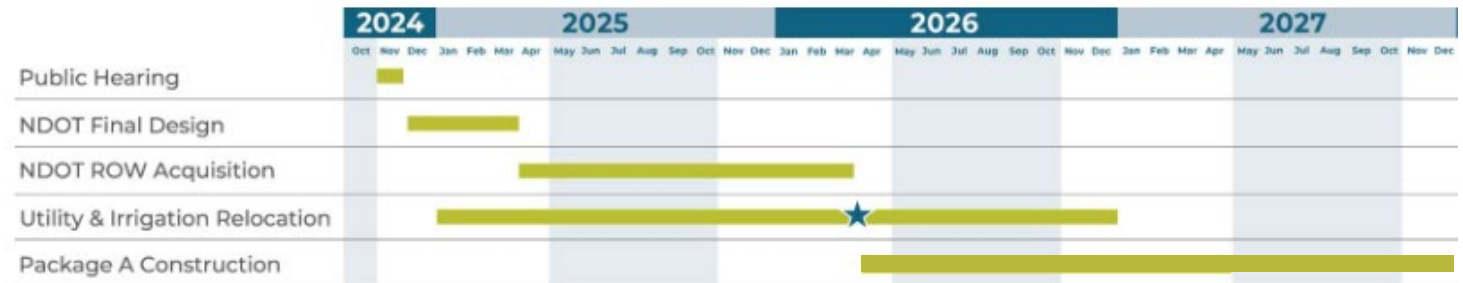 2024 2025 2026 2027
Oct Nov Dec Jan Feb Mar Apr May Jun Jul Aug Sep Oct Nov Dec Jan Feb Mar Apr May Jun Jul Aug Sep Oct Nov Dec Jan Feb Mar Apr May Jun Jul Aug Sep Oct Nov Dec
Public Hearing
NDOT Final Design
NDOT ROW Acquisition
Utility & Irrigation Relocation
Package A Construction